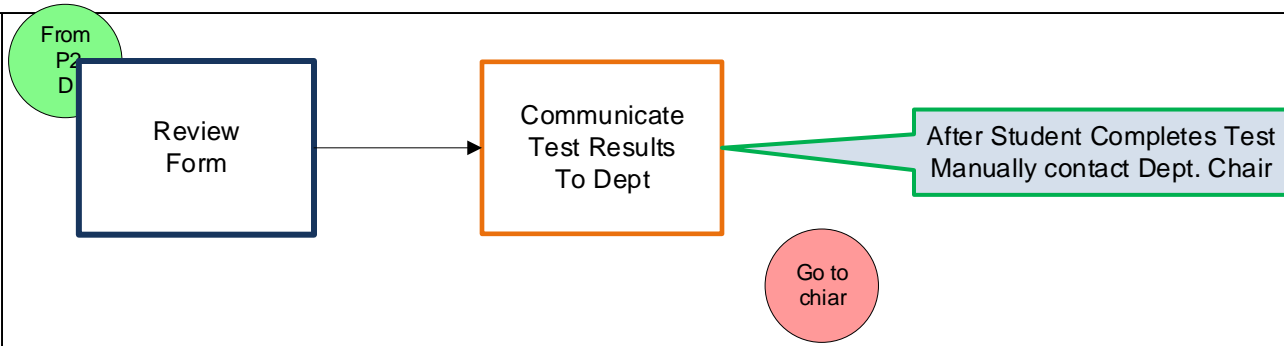 From
P2
D
Review
Form
Communicate
Test Results
To Dept
After Student Completes Test
Manually contact Dept. Chair
Go to
chiar